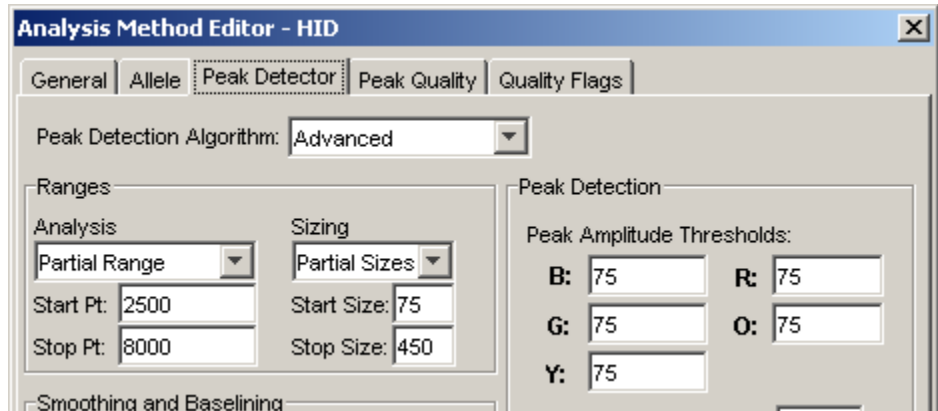 Analysis Method Editor - HID
General Allele Peak Detector Peak Quality Quality Flags
Peak Detection Algorithm: Advanced
Ranges
Analysis Sizing
Partial Range Partial Sizes
Start Pt: 2500 Start Size: 75
Stop Pt: 8000 Stop Size: 450
Smoothing and Baselining
Peak Detection
Peak Amplitude Thresholds:
B: 75 R: 75
G: 75 O: 75
Y: 75